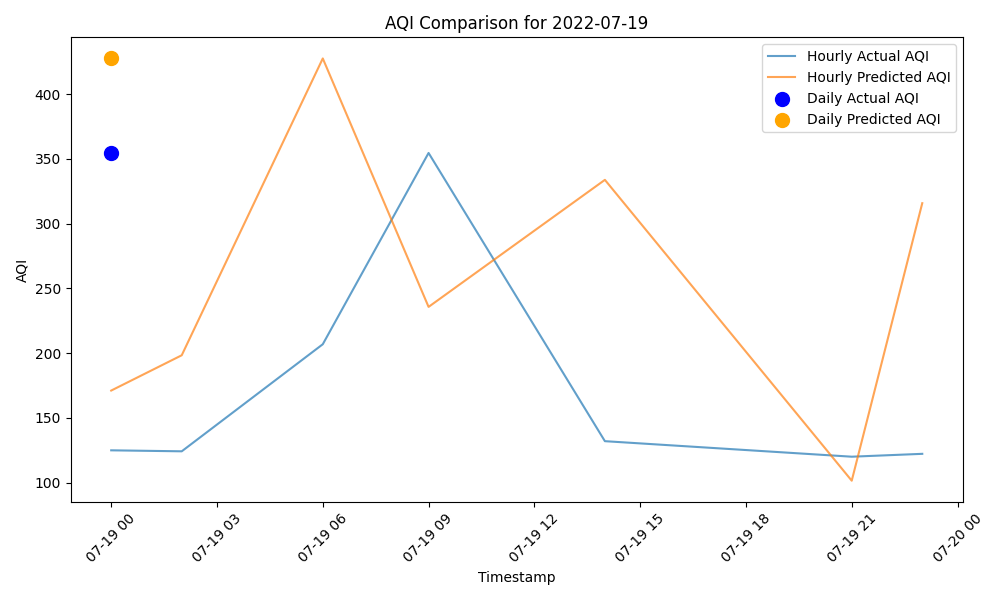 AQI Comparison for 2022-07-19
Hourly Actual AQI
Hourly Predicted AQI
Daily Actual AQI
Daily Predicted AQI
AQI
400
350
300
250
200
150
100
07-19 00
07-19 03
07-19 06
07-19 09
07-19 12
07-19 15
07-19 18
07-19 21
07-20 00
Timestamp